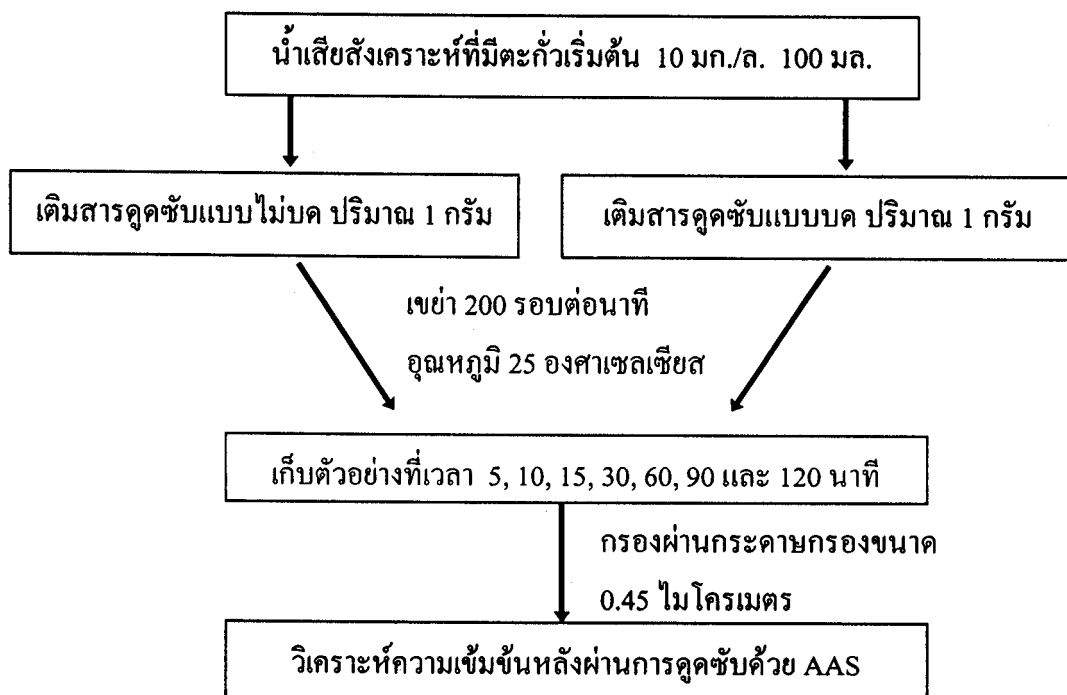 น้ำเสียสังเคราะห์ที่มีตะกั่วเริ่มต้น 10 มก./ล. 100 มล.
เติมสารดูดซับแบบไม่บด ปริมาณ 1 กรัม
เติมสารดูดซับแบบบด ปริมาณ 1 กรัม
เขย่า 200 รอบต่อนาที
อุณหภูมิ 25 องศาเซลเซียส
เก็บตัวอย่างที่เวลา 5, 10, 15, 30, 60, 90 และ 120 นาที
กรองผ่านกระดาษกรองขนาด
0.45 ไมโครเมตร
วิเคราะห์ความเข้มข้นหลังผ่านการดูดซับด้วย AAS